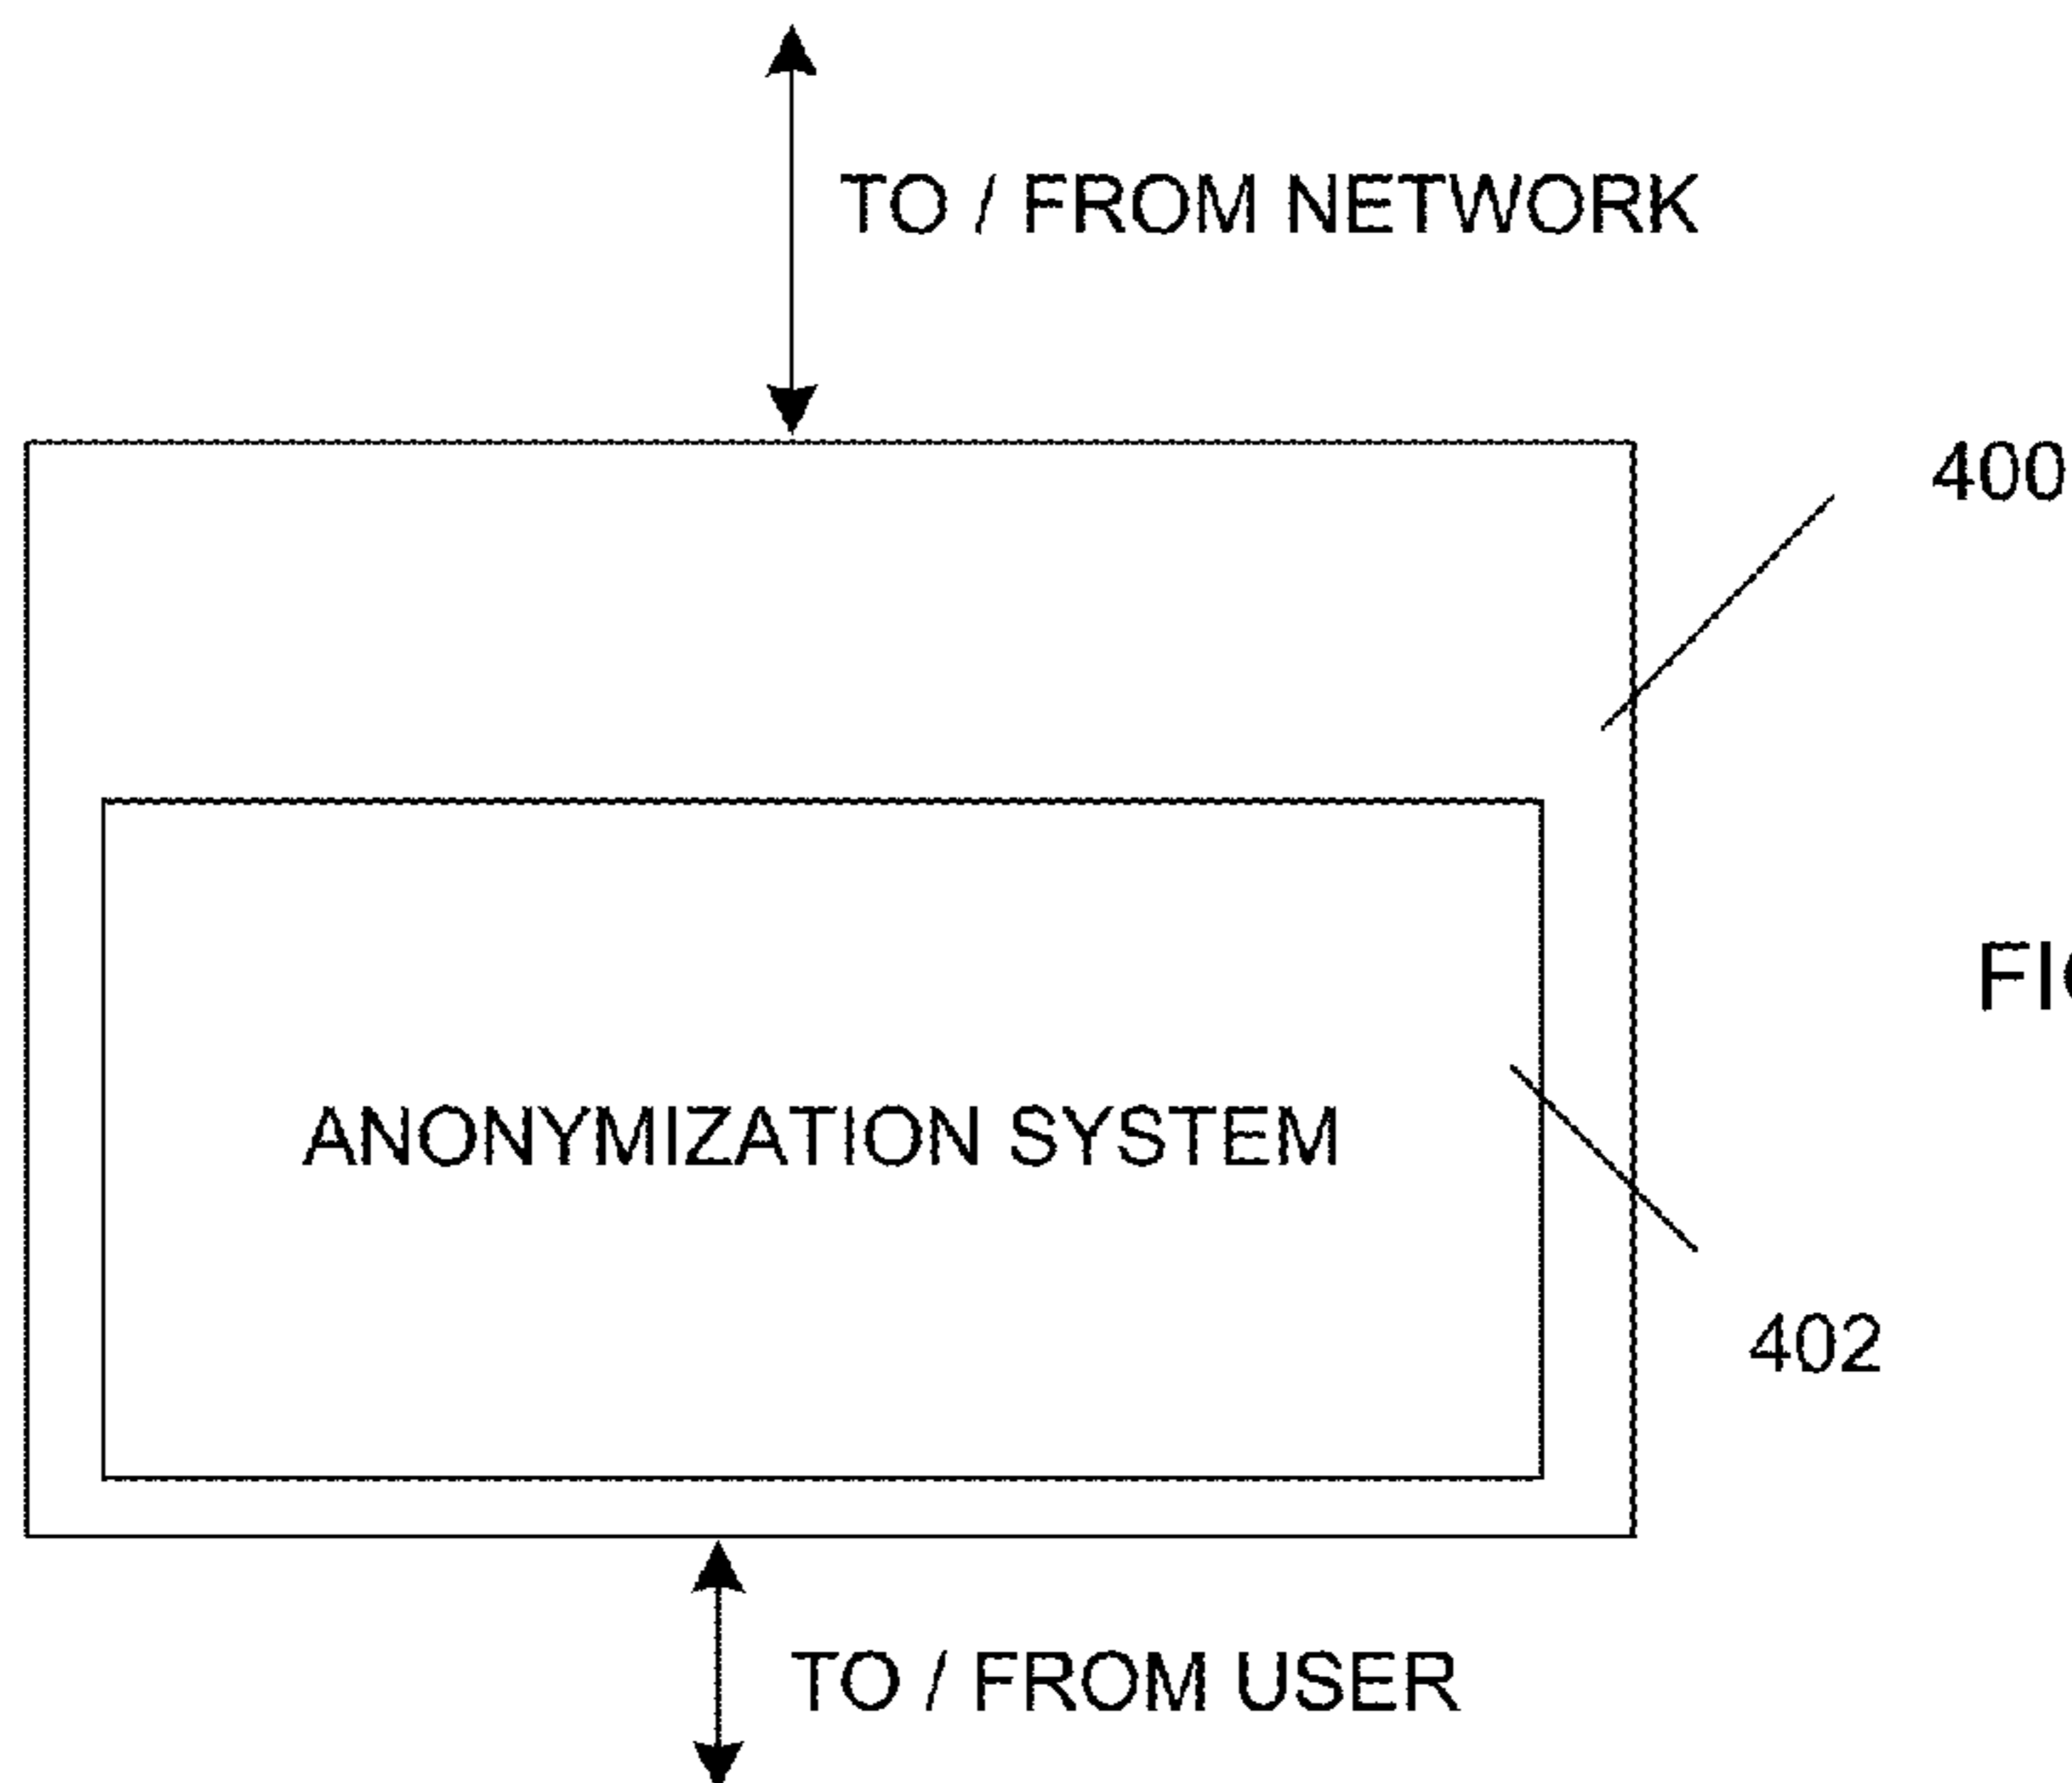 TO / FROM NETWORK
400
ANONYMIZATION SYSTEM
402
TO / FROM USER